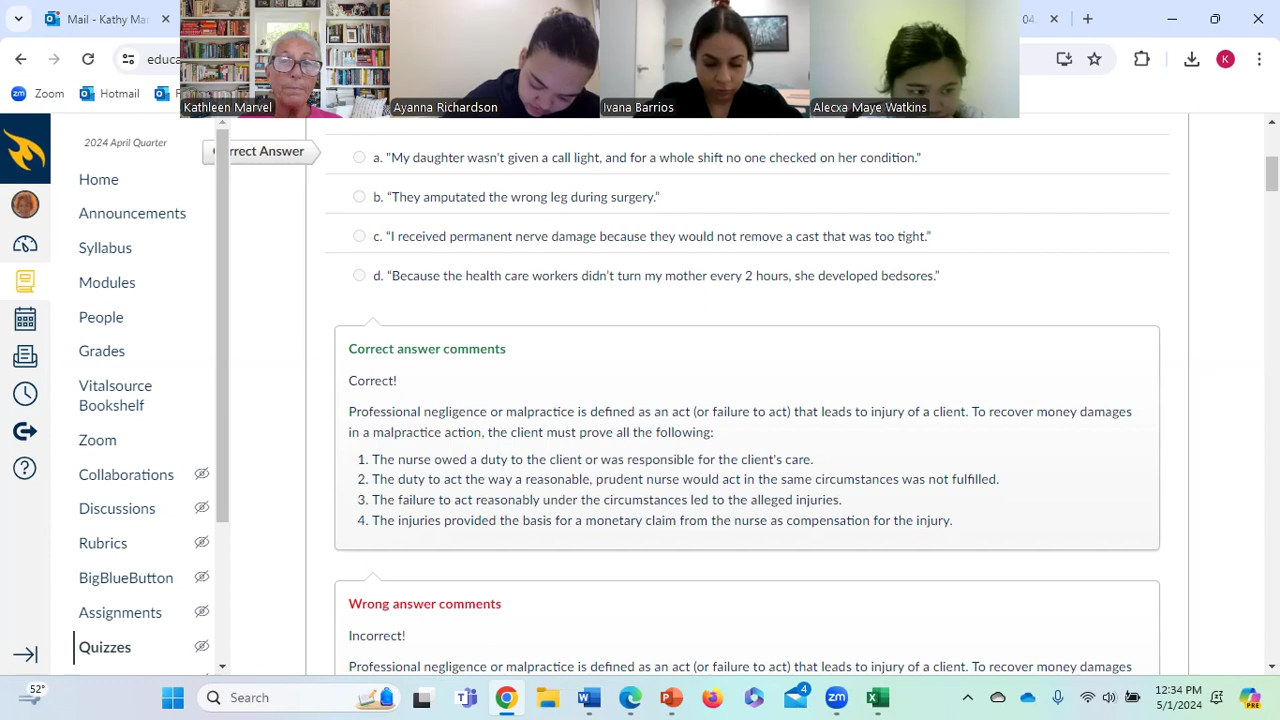 Mail - Kathy Mar
educa
Zoom
Hotmail
Kathleen Marvel
Ayanna Richardson
Ivana Barrios
Alecxa Maye Watkins
K
2024 April Quarter
Home
Announcements
Syllabus
Modules
People
Grades
Vitalsource
Bookshelf
Zoom
Collaborations
Discussions
Rubrics
BigBlueButton
Assignments
Quizzes
rrect Answer
a. "My daughter wasn't given a call light, and for a whole shift no one checked on her condition."
b. “They amputated the wrong leg during surgery.”
c. “I received permanent nerve damage because they would not remove a cast that was too tight.”
d. “Because the health care workers didn’t turn my mother every 2 hours, she developed bedsores.”
Correct answer comments
Correct!
Professional negligence or malpractice is defined as an act (or failure to act) that leads to injury of a client. To recover money damages
in a malpractice action, the client must prove all the following:
1. The nurse owed a duty to the client or was responsible for the client's care.
2. The duty to act the way a reasonable, prudent nurse would act in the same circumstances was not fulfilled.
3. The failure to act reasonably under the circumstances led to the alleged injuries.
4. The injuries provided the basis for a monetary claim from the nurse as compensation for the injury.
Wrong answer comments
Incorrect!
Professional negligence or malpractice is defined as an act (or failure to act) that leads to injury of a client. To recover money damages
52°
Search
4
12:34 PM
5/1/2024